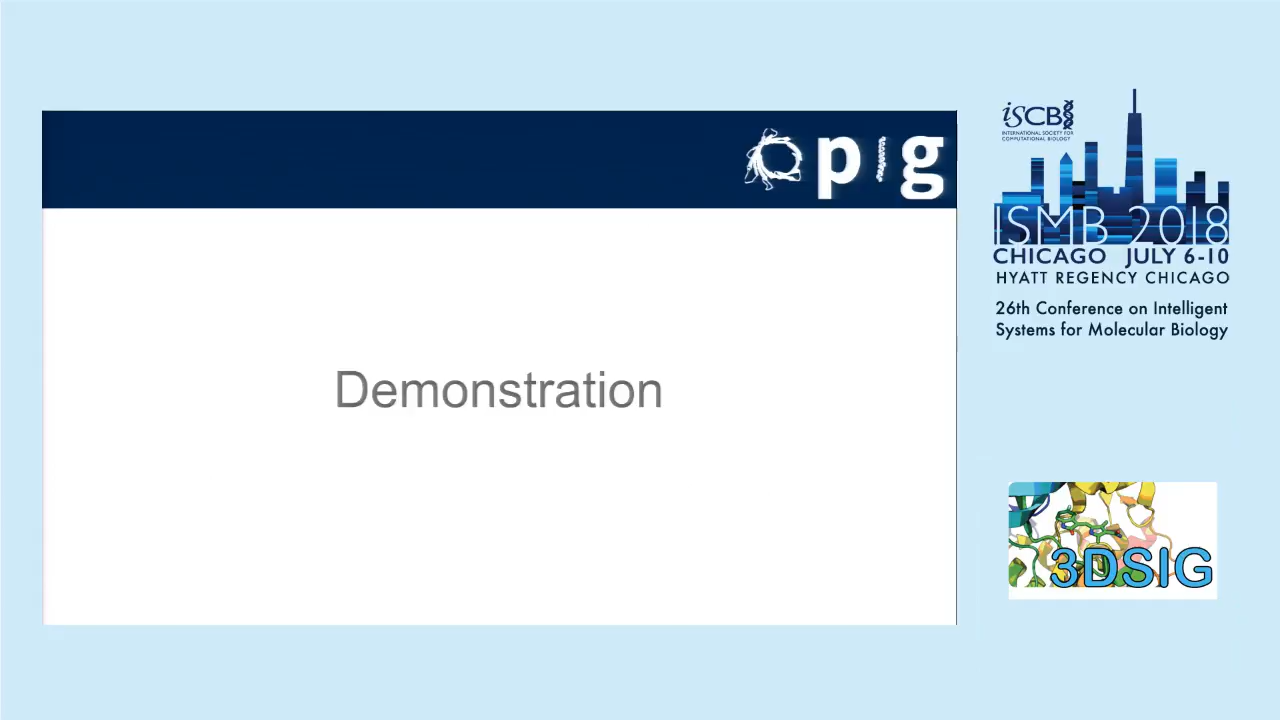 opig
Demonstration
iSCB
INTERNATIONAL SOCIETY FOR
COMPUTATIONAL BIOLOGY
ISMB 2018
CHICAGO JULY 6-10
HYATT REGENCY CHICAGO
26th Conference on Intelligent
Systems for Molecular Biology
3DSIG